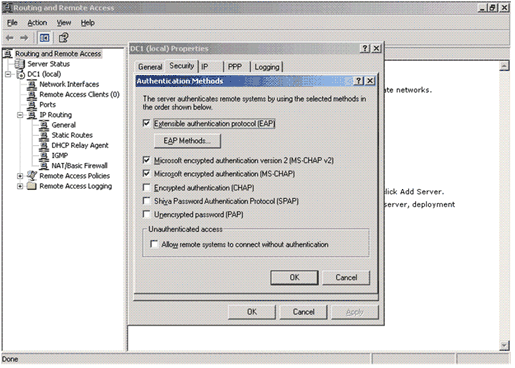 Routing and Remote Access
File Action View Help
Routing and Remote Access
Server Status
DC1 (local)
Network Interfaces
Remote Access Clients (0)
Ports
IP Routing
General
Static Routes
DHCP Relay Agent
IGMP
NAT/Basic Firewall
Remote Access Policies
Remote Access Logging
DC1 (local) Properties
General Security IP PPP Logging
Authentication Methods
The server authenticates remote systems by using the selected methods in
the order shown below.
Extensible authentication protocol (EAP)
EAP Methods...
Microsoft encrypted authentication version 2 (MS-CHAP v2)
Microsoft encrypted authentication (MS-CHAP)
Encrypted authentication (CHAP)
Shiva Password Authentication Protocol (SPAP)
Unencrypted password (PAP)
Unauthenticated access
Allow remote systems to connect without authentication
OK Cancel
OK Cancel Apply
ate networks.
lick Add Server.
erver, deployment
Done